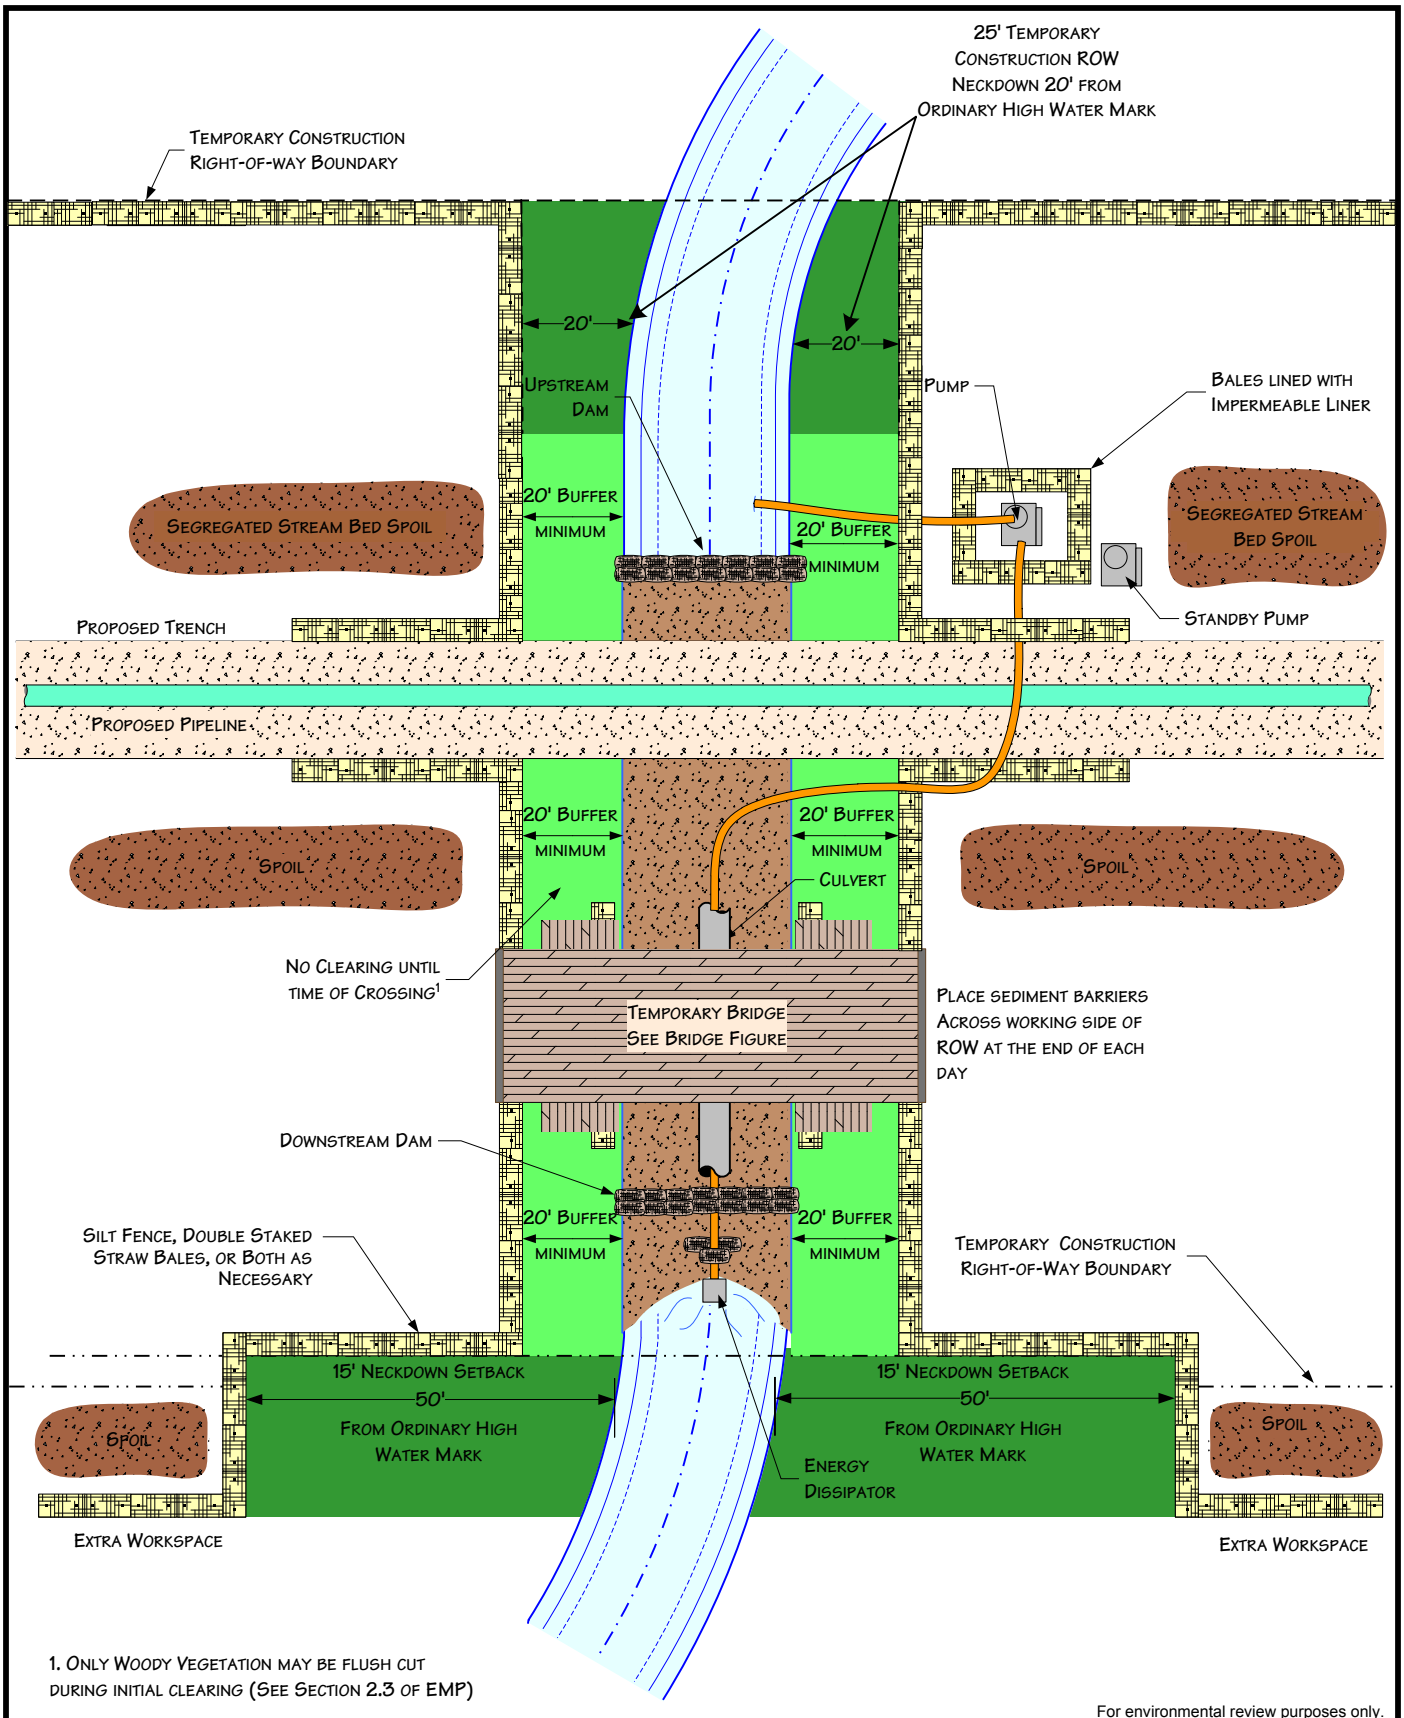 25' Temporary
Construction ROW
Neckdown 20' from
Ordinary High Water Mark
Temporary Construction
Right-of-way Boundary
20'
20'
Upstream
Dam
Pump
Bales lined with
Impermeable Liner
20' Buffer
minimum
20' Buffer
minimum
Segregated Stream Bed Spoil
Segregated Stream
Bed Spoil
Standby Pump
Proposed Trench
Proposed Pipeline
20' Buffer
minimum
20' Buffer
minimum
Spoil
Spoil
Culvert
No Clearing until
time of Crossing¹
Temporary Bridge
See Bridge Figure
Place sediment barriers
Across working side of
ROW at the end of each
day
Downstream Dam
20' Buffer
minimum
20' Buffer
minimum
Silt Fence, Double Staked
Straw Bales, or Both as
Necessary
Temporary Construction
Right-of-Way Boundary
15' Neckdown Setback
50'
From Ordinary High
Water Mark
15' Neckdown Setback
50'
From Ordinary High
Water Mark
Spoil
Spoil
Energy
Dissipator
Extra Workspace
Extra Workspace
1. Only Woody Vegetation may be flush cut
during initial clearing (See Section 2.3 of EMP)
For environmental review purposes only.